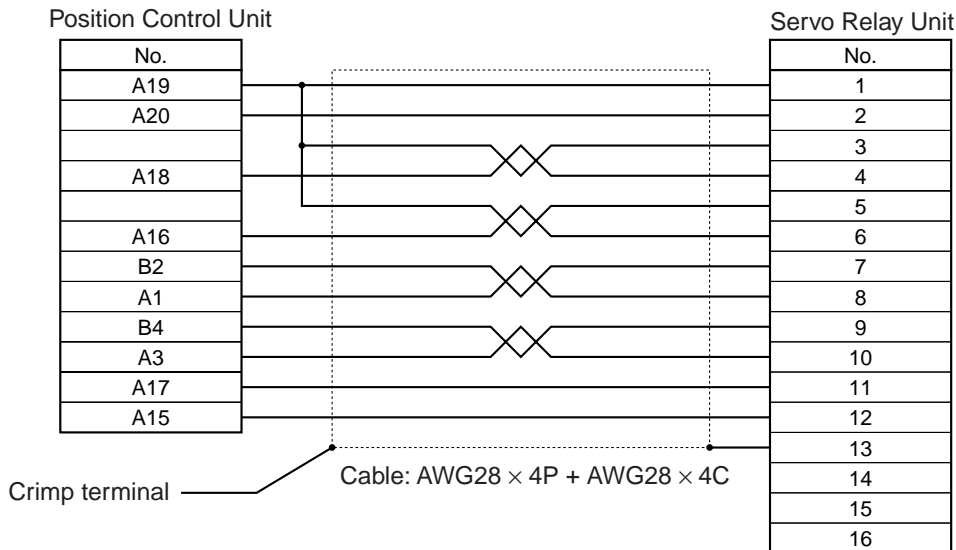 Position Control Unit
Servo Relay Unit
No.
No.
A19
1
A20
2
3
A18
4
5
A16
6
B2
7
A1
8
B4
9
A3
10
A17
11
A15
12
13
Cable: AWG28 × 4P + AWG28 × 4C
14
Crimp terminal
15
16